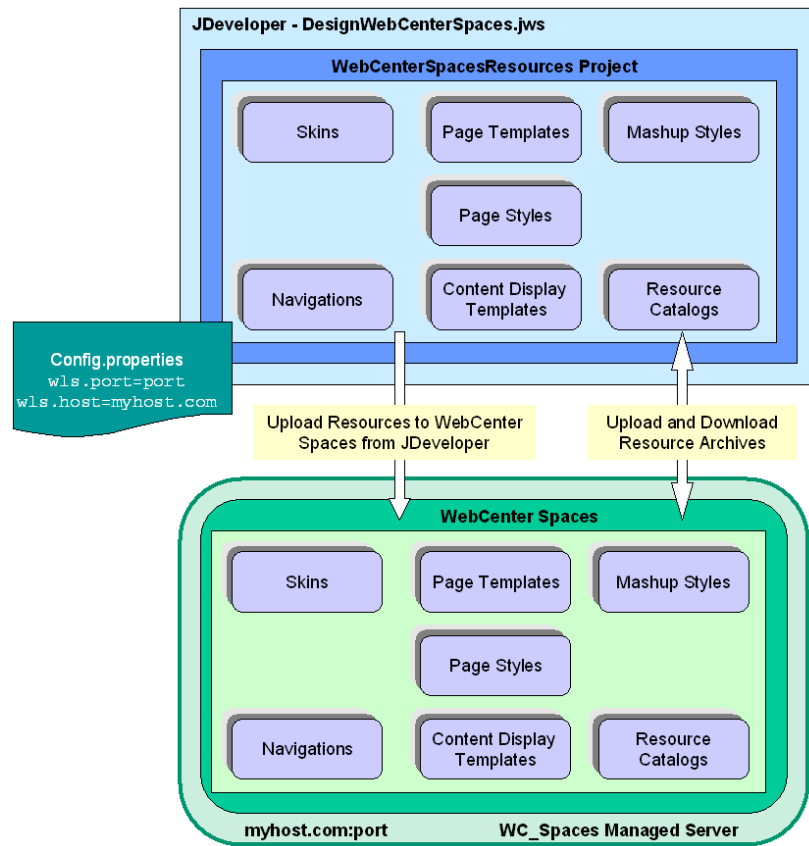 JDeveloper - DesignWebCenterSpaces.jws
WebCenterSpacesResources Project
Skins
Page Templates
Mashup Styles
Page Styles
Navigations
Content Display
Templates
Resource
Catalogs
Config.properties
wls.port=port
wls.host=myhost.com
Upload Resources to WebCenter
Spaces from JDeveloper
Upload and Download
Resource Archives
WebCenter Spaces
Skins
Page Templates
Mashup Styles
Page Styles
Navigations
Content Display
Templates
Resource
Catalogs
myhost.com:port
WC_Spaces Managed Server